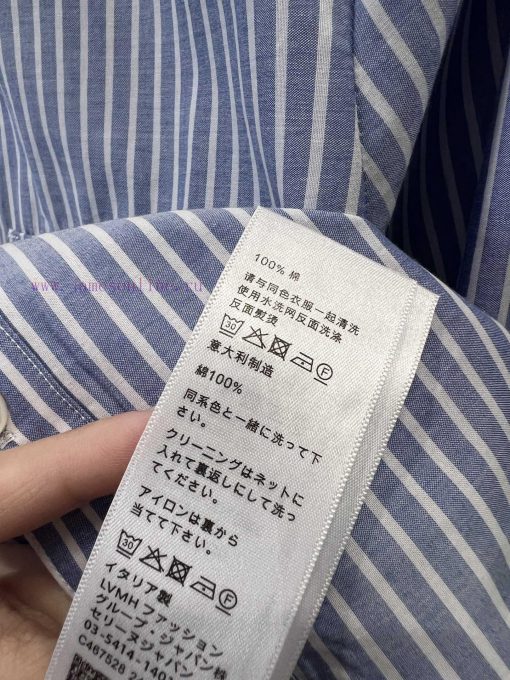 100% 棉
请与同色衣服一起清洗
使用水洗网反面洗涤
反面熨烫
30
意大利制造
綿100%
同系色と一緒に洗って下
さい。
クリーニングはネットに
入れて裏返しにして洗っ
てください。
アイロンは裏から
当てて下さい。
30
イタリア製
LVMH ファッション
グループ・ジャパン株
セリーヌジャパン
03-5414-1401
C467528